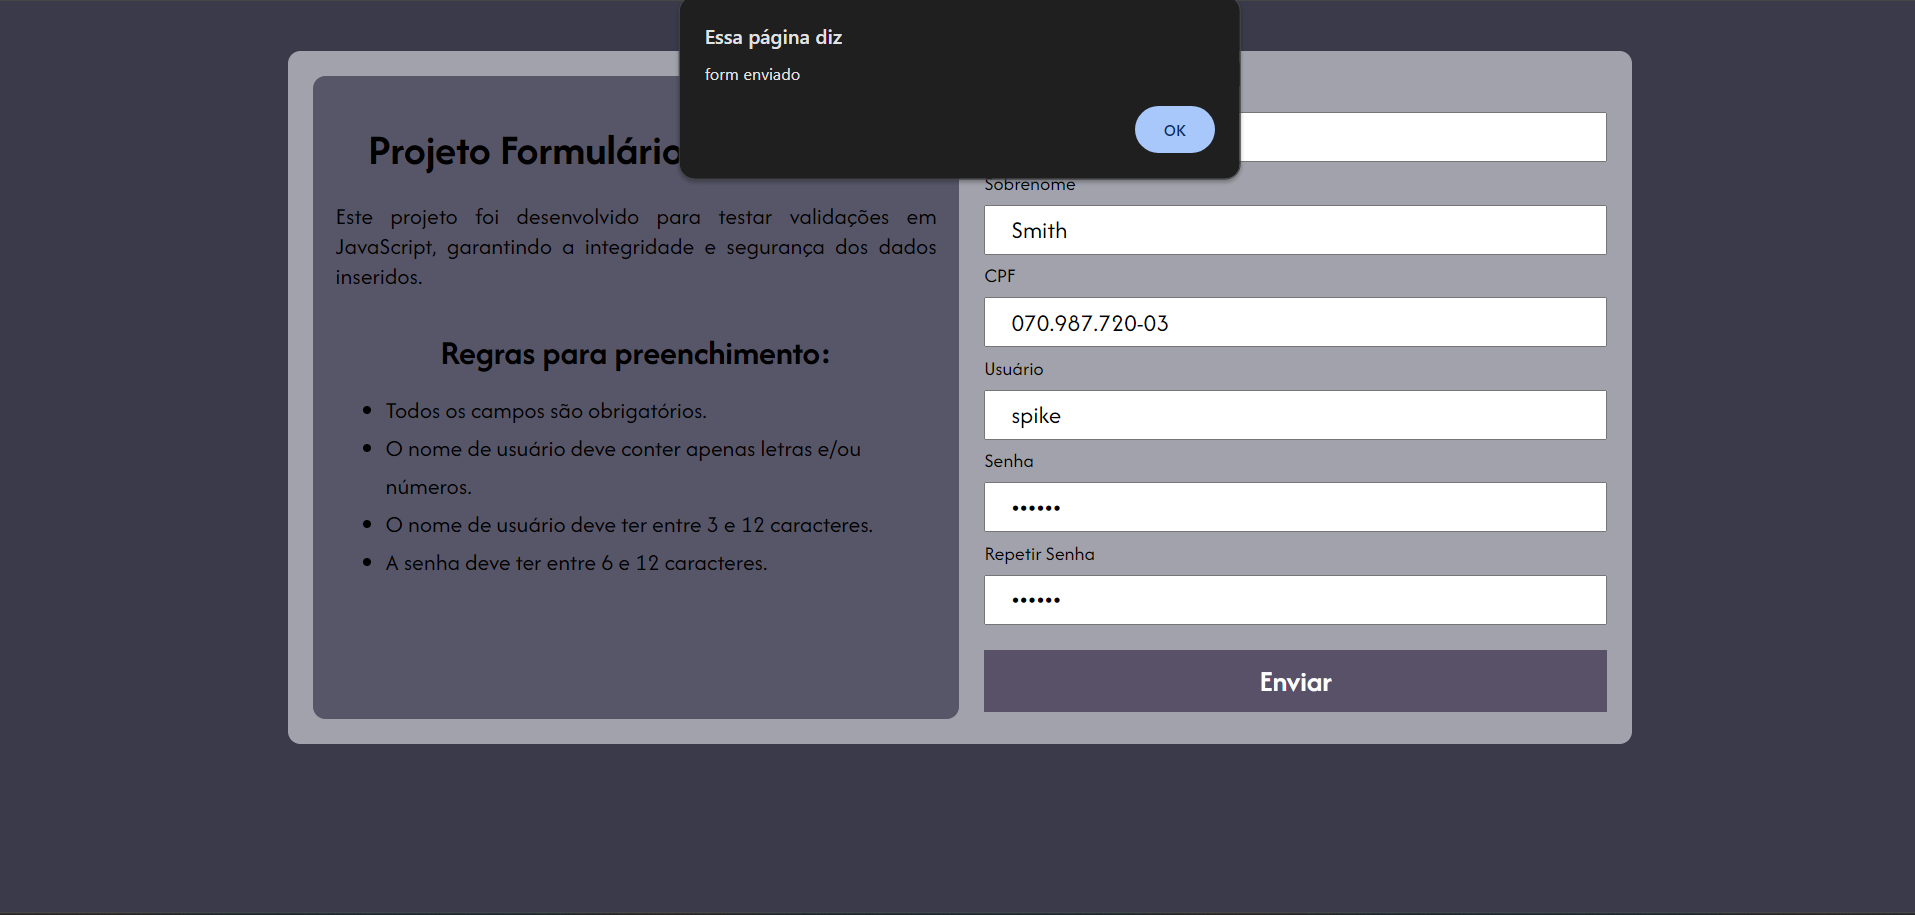 Essa página diz
form enviado
OK
Projeto Formulário
Este projeto foi desenvolvido para testar validações em
JavaScript, garantindo a integridade e segurança dos dados
inseridos.
Regras para preenchimento:
Todos os campos são obrigatórios.
O nome de usuário deve conter apenas letras e/ou
números.
O nome de usuário deve ter entre 3 e 12 caracteres.
A senha deve ter entre 6 e 12 caracteres.
Sobrenome
Smith
CPF
070.987.720-03
Usuário
spike
Senha
••••••
Repetir Senha
••••••
Enviar